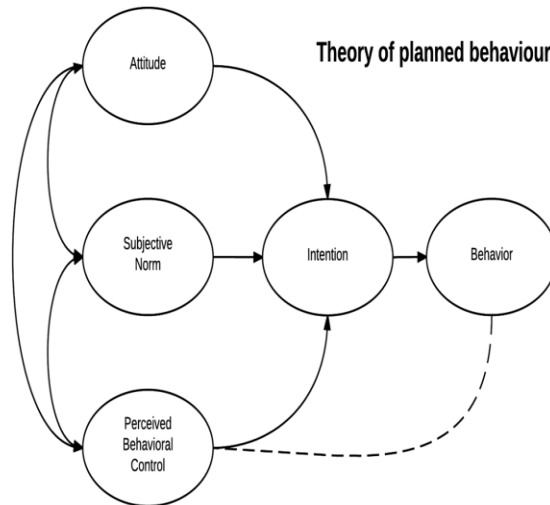 Theory of planned behaviour
Attitude
Subjective
Norm
Intention
Behavior
Perceived
Behavioral
Control